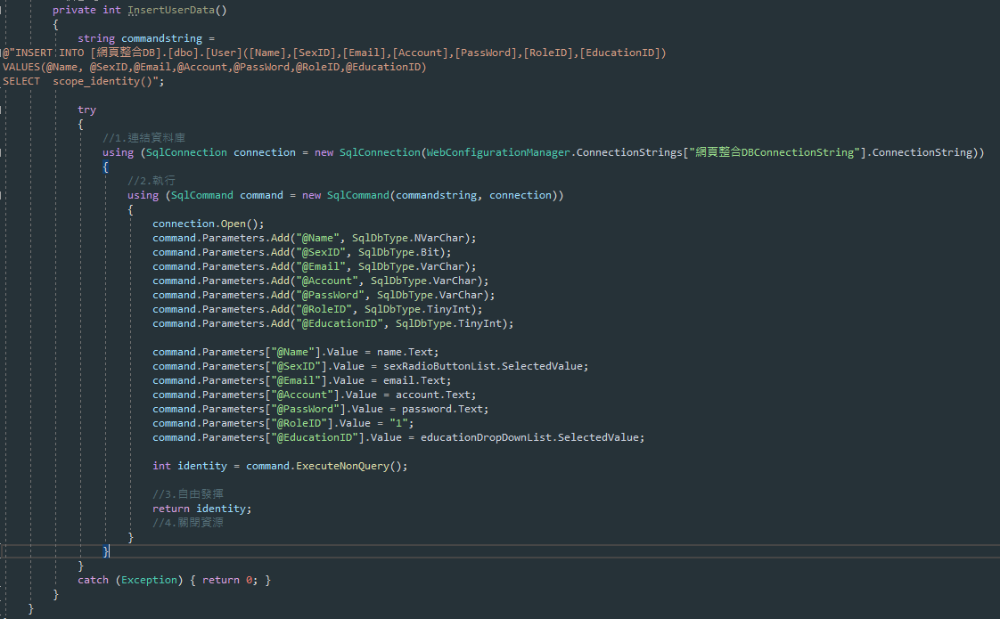 private int InsertUserData()
{
string commandstring =
@"INSERT INTO [網頁整合DB].[dbo].[User]([Name],[SexID],[Email],[Account],[PassWord],[RoleID],[EducationID])
VALUES(@Name, @SexID,@Email,@Account,@PassWord,@RoleID,@EducationID)
SELECT  scope_identity()";
try
{
//1.連結資料庫
using (SqlConnection connection = new SqlConnection(WebConfigurationManager.ConnectionStrings["網頁整合DBConnectionString"].ConnectionString))
{
//2.執行
using (SqlCommand command = new SqlCommand(commandstring, connection))
{
connection.Open();
command.Parameters.Add("@Name", SqlDbType.NVarChar);
command.Parameters.Add("@SexID", SqlDbType.Bit);
command.Parameters.Add("@Email", SqlDbType.VarChar);
command.Parameters.Add("@Account", SqlDbType.VarChar);
command.Parameters.Add("@PassWord", SqlDbType.VarChar);
command.Parameters.Add("@RoleID", SqlDbType.TinyInt);
command.Parameters.Add("@EducationID", SqlDbType.TinyInt);
command.Parameters["@Name"].Value = name.Text;
command.Parameters["@SexID"].Value = sexRadioButtonList.SelectedValue;
command.Parameters["@Email"].Value = email.Text;
command.Parameters["@Account"].Value = account.Text;
command.Parameters["@PassWord"].Value = password.Text;
command.Parameters["@RoleID"].Value = "1";
command.Parameters["@EducationID"].Value = educationDropDownList.SelectedValue;
int identity = command.ExecuteNonQuery();
//3.自由發揮
return identity;
//4.關閉資源
}
}
}
catch (Exception) { return 0; }
}
}